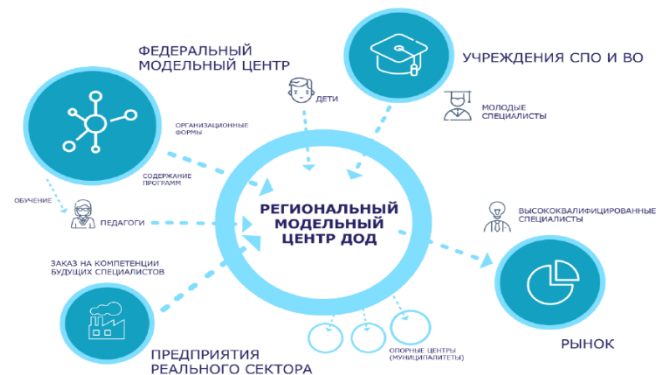 ФЕДЕРАЛЬНЫЙ
МОДЕЛЬНЫЙ ЦЕНТР
УЧРЕЖДЕНИЯ СПО И ВО
ДЕТИ
МОЛОДЫЕ
СПЕЦИАЛИСТЫ
ОРГАНИЗАЦИОННЫЕ
ФОРМЫ
СОДЕРЖАНИЕ
ПРОГРАММ
ОБУЧЕНИЕ
ПЕДАГОГИ
РЕГИОНАЛЬНЫЙ
МОДЕЛЬНЫЙ
ЦЕНТР ДОД
ВЫСОКОКВАЛИФИЦИРОВАННЫЕ
СПЕЦИАЛИСТЫ
ЗАКАЗ НА КОМПЕТЕНЦИИ
БУДУЩИХ СПЕЦИАЛИСТОВ
РЫНОК
ОПОРНЫЕ ЦЕНТРЫ
(МУНИЦИПАЛИТЕТЫ)
ПРЕДПРИЯТИЯ
РЕАЛЬНОГО СЕКТОРА